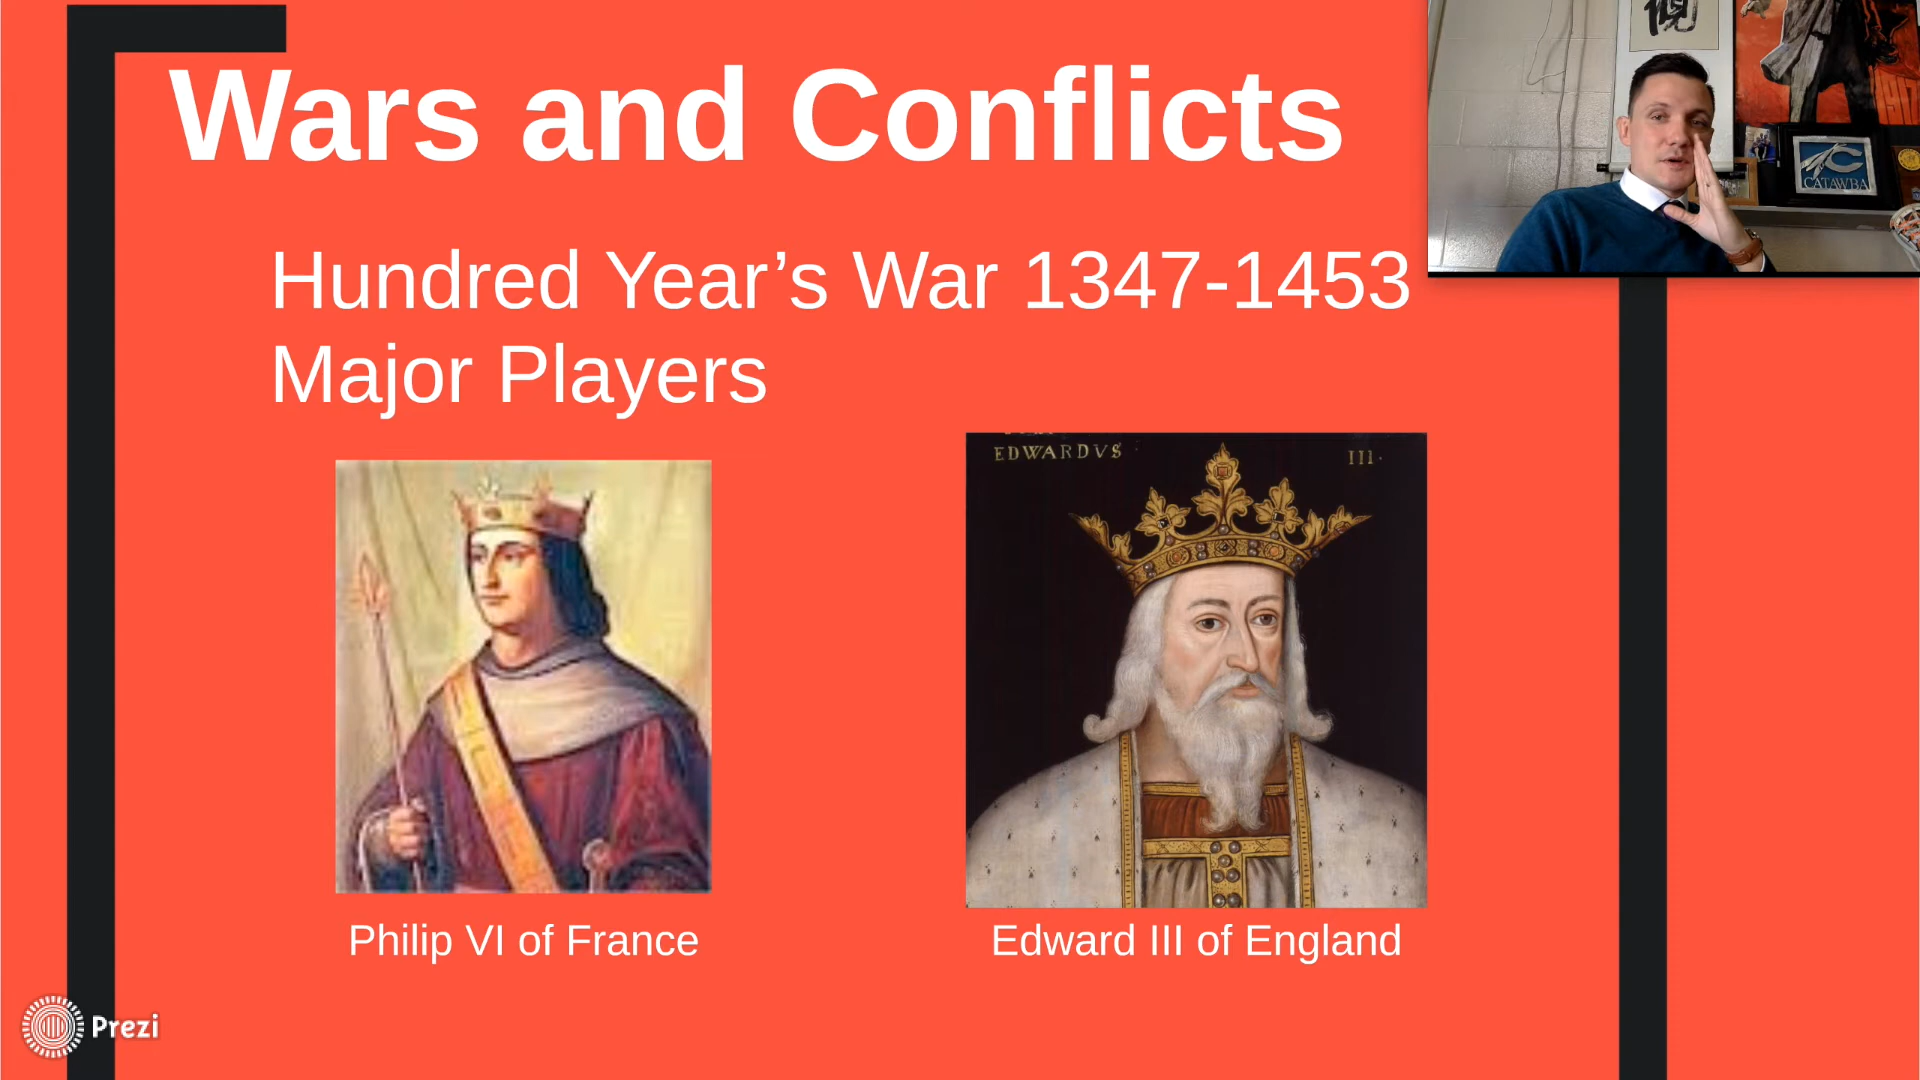 Wars and Conflicts
Hundred Year’s War 1347-1453
Major Players
EDWARDVS
III
Philip VI of France
Edward III of England
CATAWBA
Prezi